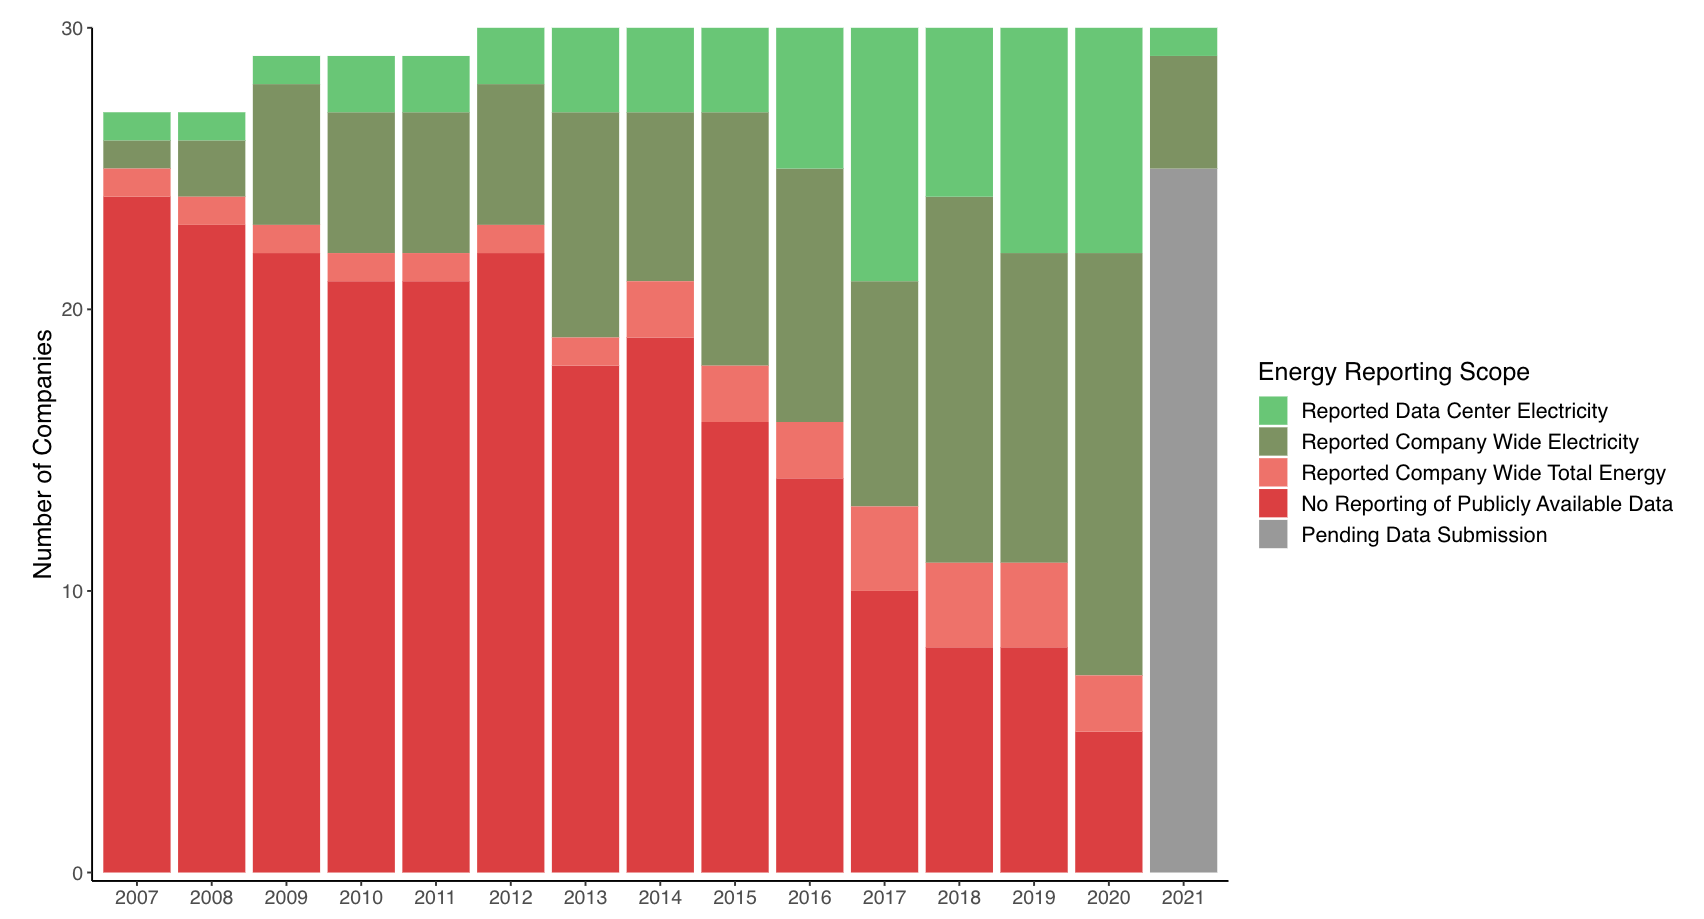 30
20
10
0
Number of Companies
2007 2008 2009 2010 2011 2012 2013 2014 2015 2016 2017 2018 2019 2020 2021
Energy Reporting Scope
Reported Data Center Electricity
Reported Company Wide Electricity
Reported Company Wide Total Energy
No Reporting of Publicly Available Data
Pending Data Submission